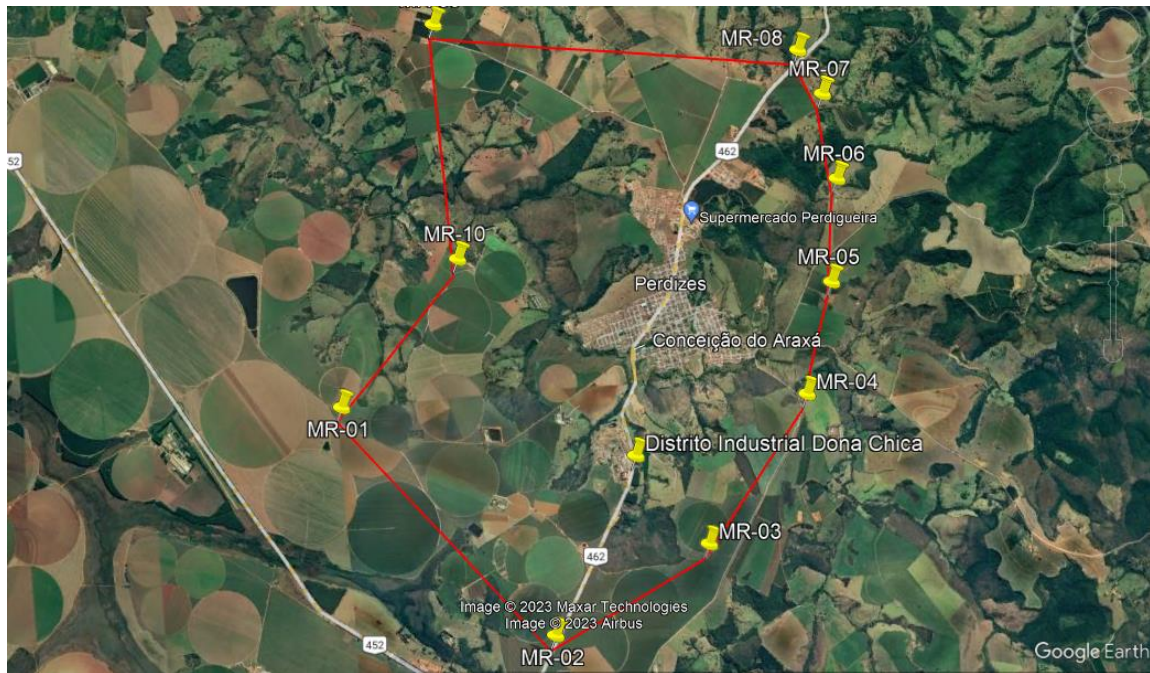 MR-08
MR-07
462
MR-06
52
Supermercado Perdigueira
MR-10
MR-05
Perdizes
Conceição do Araxá
MR-04
MR-01
Distrito Industrial Dona Chica
MR-03
462
Image © 2023 Maxar Technologies
Image © 2023 Airbus
452
MR-02
Google Earth